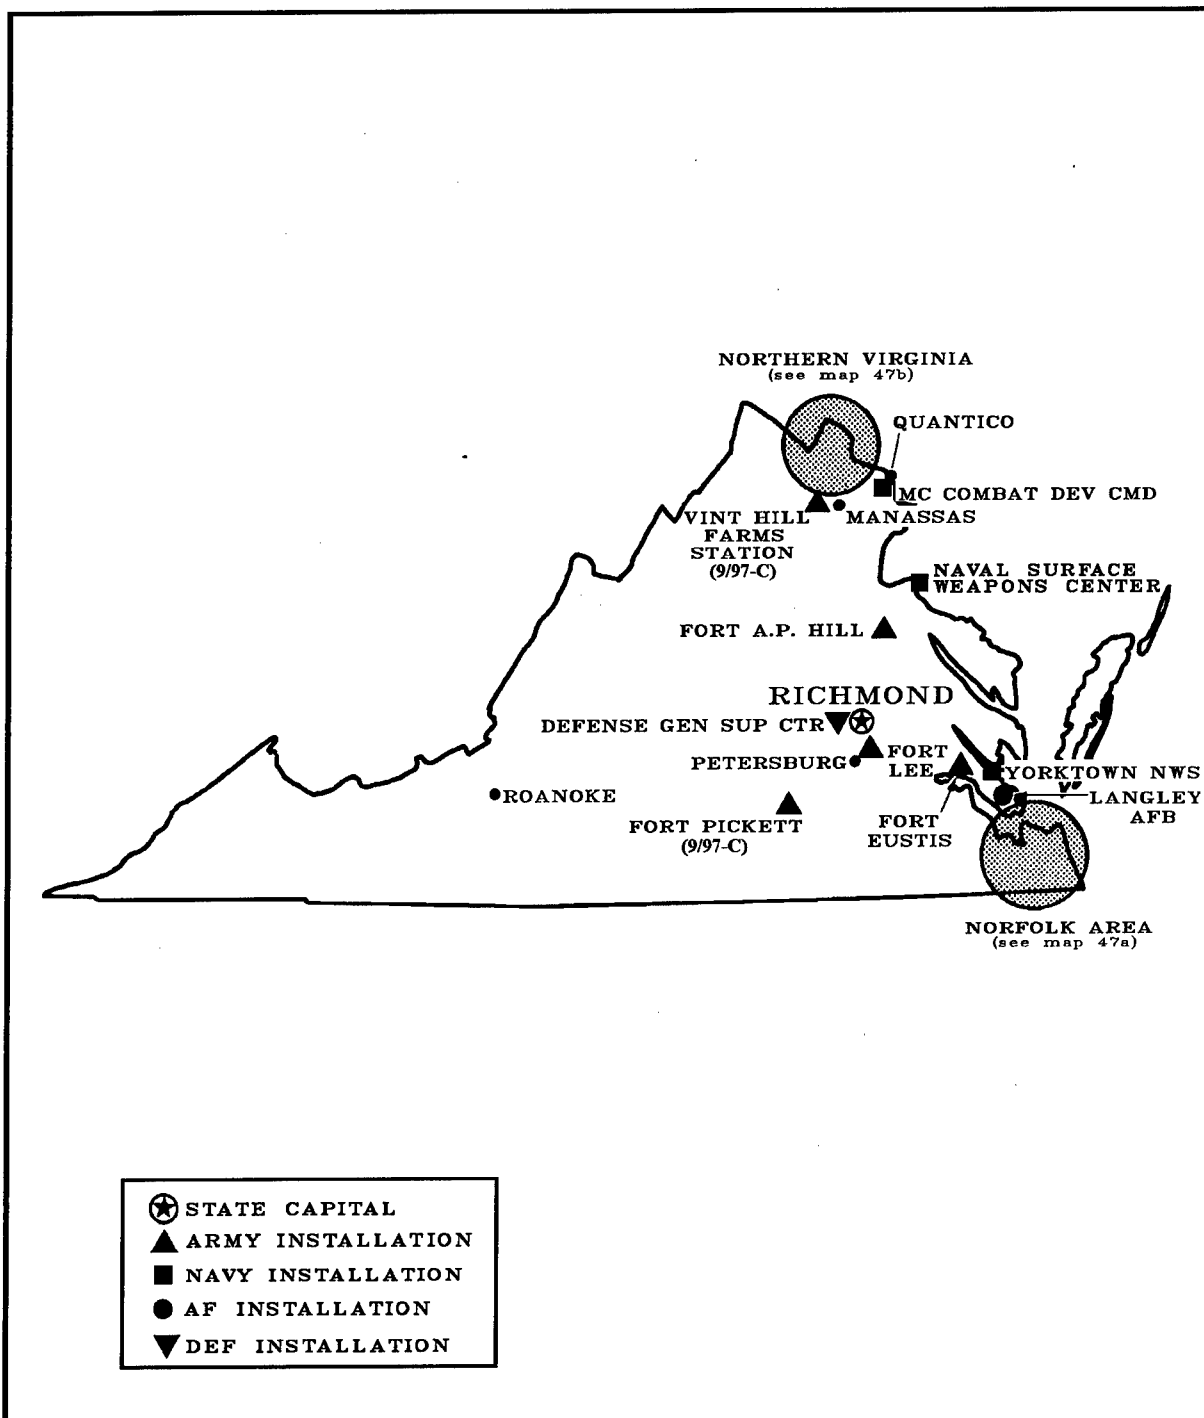 NORTHERN VIRGINIA
(see map 47b)
QUANTICO
MC COMBAT DEV CMD
MANASSAS
VINT HILL
FARMS
STATION
(9/97-C)
NAVAL SURFACE
WEAPONS CENTER
FORT A.P. HILL
RICHMOND
DEFENSE GEN SUP CTR
PETERSBURG
FORT
LEE
YORKTOWN NWS
LANGLEY
AFB
ROANOKE
FORT PICKETT
(9/97-C)
FORT
EUSTIS
NORFOLK AREA
(see map 47a)
STATE CAPITAL
ARMY INSTALLATION
NAVY INSTALLATION
AF INSTALLATION
DEF INSTALLATION